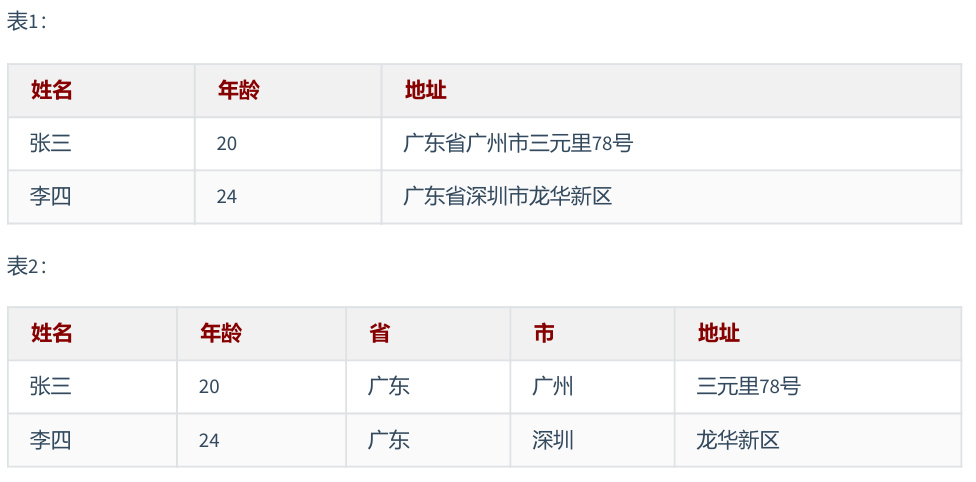 表1：
姓名 年龄 地址
张三 20 广东省广州市三元里78号
李四 24 广东省深圳市龙华新区
表2：
姓名 年龄 省 市 地址
张三 20 广东 广州 三元里78号
李四 24 广东 深圳 龙华新区